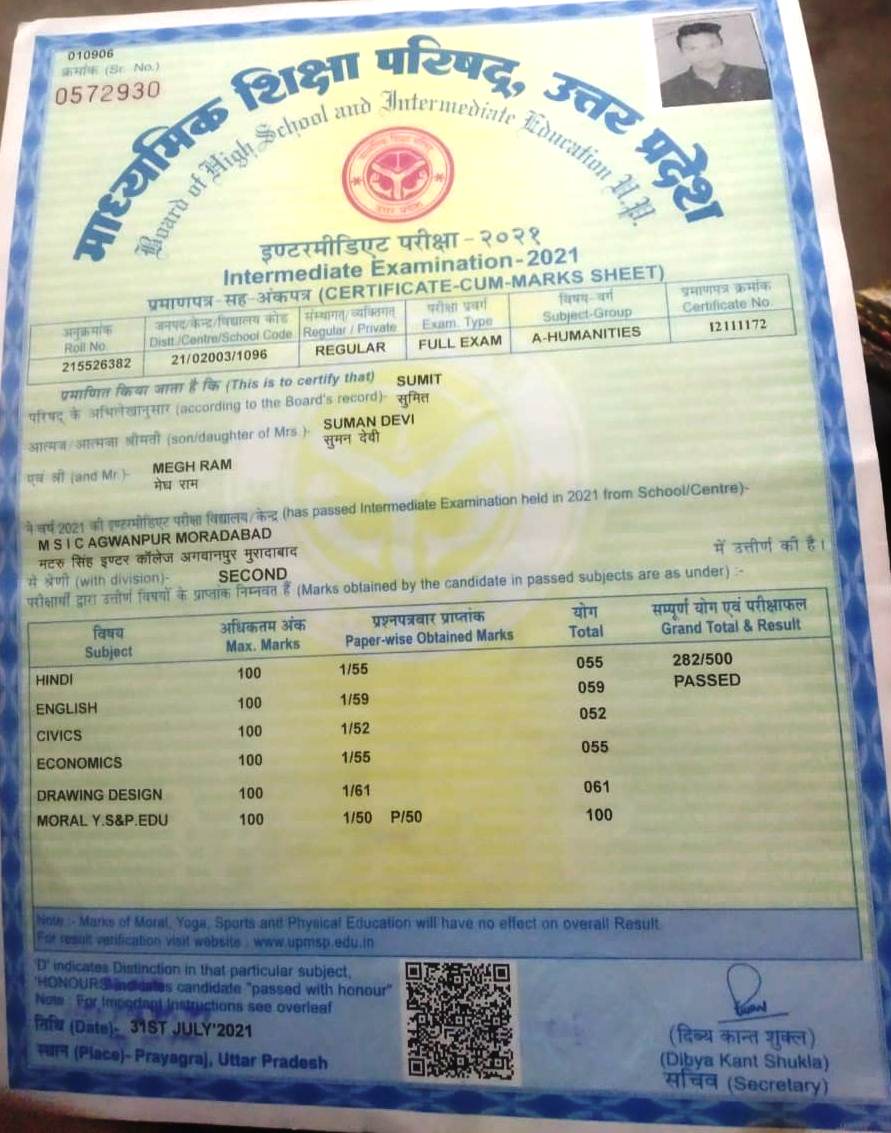 010906
क्रमांक (Sr. No.)
0572930
माध्यमिक शिक्षा परिषद्, उत्तर प्रदेश
Board of High School and Intermediate Education U.P.
इण्टरमीडिएट परीक्षा - २०२१
Intermediate Examination-2021
प्रमाणपत्र-सह-अंकपत्र (CERTIFICATE-CUM-MARKS SHEET)
अनुक्रमांक जनपद/केन्द्र/विद्यालय कोड संस्थागत/व्यक्तिगत परीक्षा प्रवर्ग विषय-वर्ग प्रमाणपत्र क्रमांक
Roll No. Distt./Centre/School Code Regular / Private Exam. Type Subject-Group Certificate No.
215526382 21/02003/1096 REGULAR FULL EXAM A-HUMANITIES 12111172
प्रमाणित किया जाता है कि (This is to certify that) SUMIT
परिषद् के अभिलेखानुसार (according to the Board's record)- सुमित
आत्मज/आत्मजा श्रीमती (son/daughter of Mrs.)- SUMAN DEVI
सुमन देवी
एवं श्री (and Mr.)- MEGH RAM
मेघ राम
ने वर्ष 2021 की इण्टरमीडिएट परीक्षा विद्यालय/केन्द्र (has passed Intermediate Examination held in 2021 from School/Centre)-
M S I C AGWANPUR MORADABAD
मटरु सिंह इण्टर कॉलेज अगवानपुर मुरादाबाद में उत्तीर्ण की है।
में श्रेणी (with division)- SECOND
परीक्षार्थी द्वारा उत्तीर्ण विषयों के प्राप्तांक निम्नवत हैं (Marks obtained by the candidate in passed subjects are as under) :-
विषय अधिकतम अंक प्रश्नपत्रवार प्राप्तांक योग सम्पूर्ण योग एवं परीक्षाफल
Subject Max. Marks Paper-wise Obtained Marks Total Grand Total & Result
HINDI 100 1/55 055 282/500
ENGLISH 100 1/59 059 PASSED
CIVICS 100 1/52 052
ECONOMICS 100 1/55 055
DRAWING DESIGN 100 1/61 061
MORAL Y.S&P.EDU 100 1/50 P/50 100
Note :- Marks of Moral, Yoga, Sports and Physical Education will have no effect on overall Result.
For result verification visit website : www.upmsp.edu.in
'D' indicates Distinction in that particular subject,
'HONOURS' indicates candidate "passed with honour"
Note : For Important Instructions see overleaf
तिथि (Date)- 31ST JULY'2021
स्थान (Place)- Prayagraj, Uttar Pradesh
(दिब्य कान्त शुक्ल)
(Dibya Kant Shukla)
सचिव (Secretary)